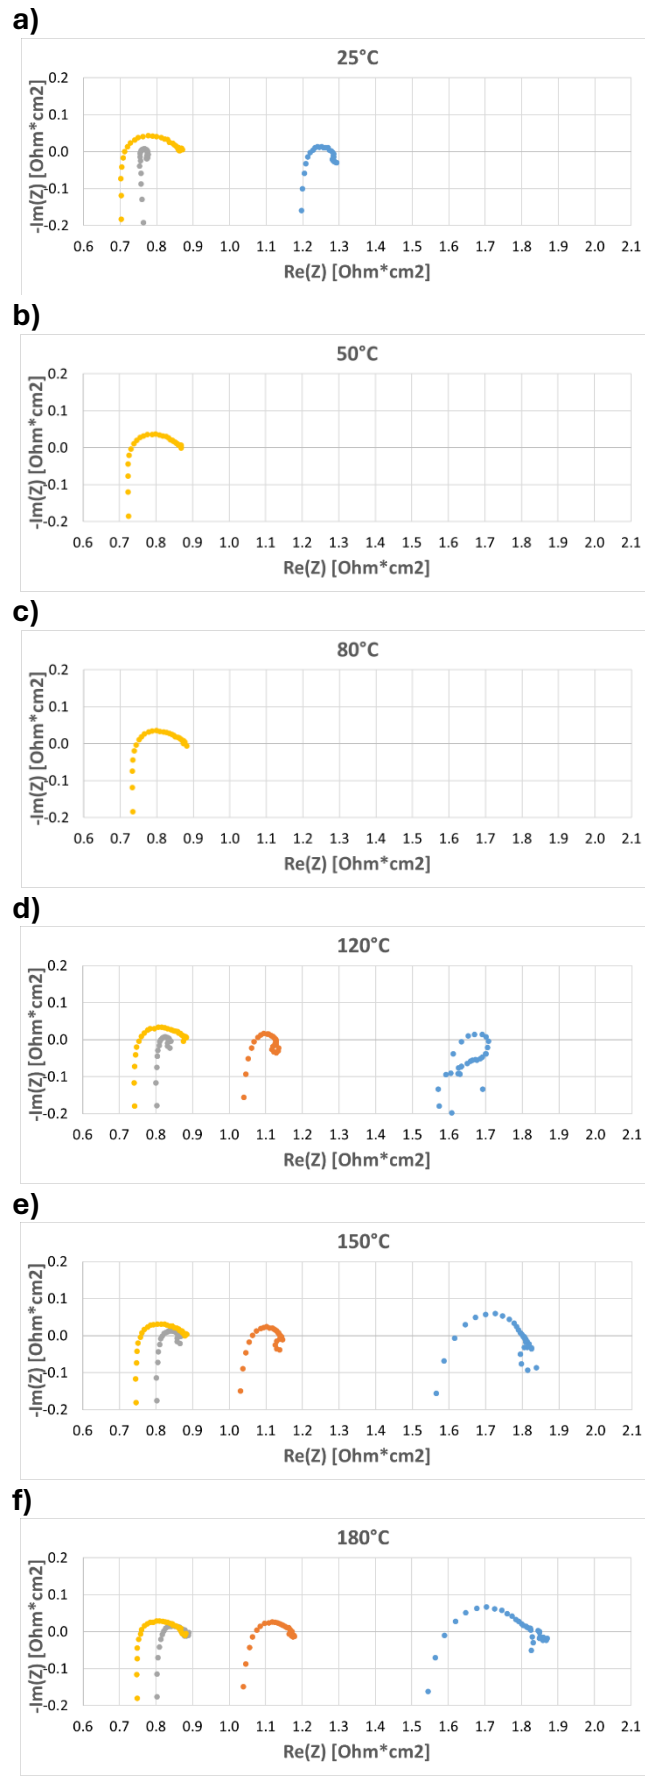 a)
25°C
-Im(Z) [Ohm*cm2]
0.2
0.1
0.0
-0.1
-0.2
0.6 0.7 0.8 0.9 1.0 1.1 1.2 1.3 1.4 1.5 1.6 1.7 1.8 1.9 2.0 2.1
Re(Z) [Ohm*cm2]
b)
50°C
-Im(Z) [Ohm*cm2]
0.2
0.1
0.0
-0.1
-0.2
0.6 0.7 0.8 0.9 1.0 1.1 1.2 1.3 1.4 1.5 1.6 1.7 1.8 1.9 2.0 2.1
Re(Z) [Ohm*cm2]
c)
80°C
-Im(Z) [Ohm*cm2]
0.2
0.1
0.0
-0.1
-0.2
0.6 0.7 0.8 0.9 1.0 1.1 1.2 1.3 1.4 1.5 1.6 1.7 1.8 1.9 2.0 2.1
Re(Z) [Ohm*cm2]
d)
120°C
-Im(Z) [Ohm*cm2]
0.2
0.1
0.0
-0.1
-0.2
0.6 0.7 0.8 0.9 1.0 1.1 1.2 1.3 1.4 1.5 1.6 1.7 1.8 1.9 2.0 2.1
Re(Z) [Ohm*cm2]
e)
150°C
-Im(Z) [Ohm*cm2]
0.2
0.1
0.0
-0.1
-0.2
0.6 0.7 0.8 0.9 1.0 1.1 1.2 1.3 1.4 1.5 1.6 1.7 1.8 1.9 2.0 2.1
Re(Z) [Ohm*cm2]
f)
180°C
-Im(Z) [Ohm*cm2]
0.2
0.1
0.0
-0.1
-0.2
0.6 0.7 0.8 0.9 1.0 1.1 1.2 1.3 1.4 1.5 1.6 1.7 1.8 1.9 2.0 2.1
Re(Z) [Ohm*cm2]